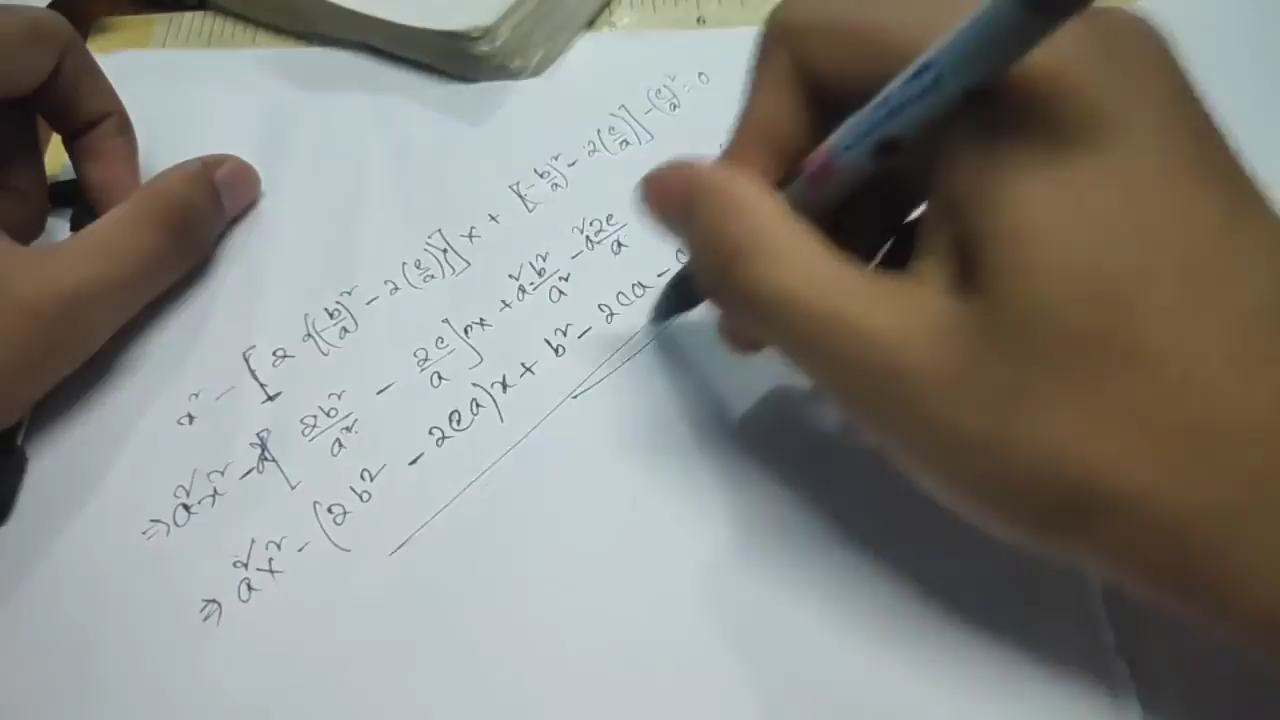 x² - [2{(-b/a)² - 2(c/a)}]x + [(-b/a)² - 2(c/a)] - (c/a)² = 0
⇒ a²x² - a²[2b²/a² - 2c/a]x + a²b²/a² - a²2c/a
⇒ a²x² - (2b² - 2ca)x + b² - 2ca -